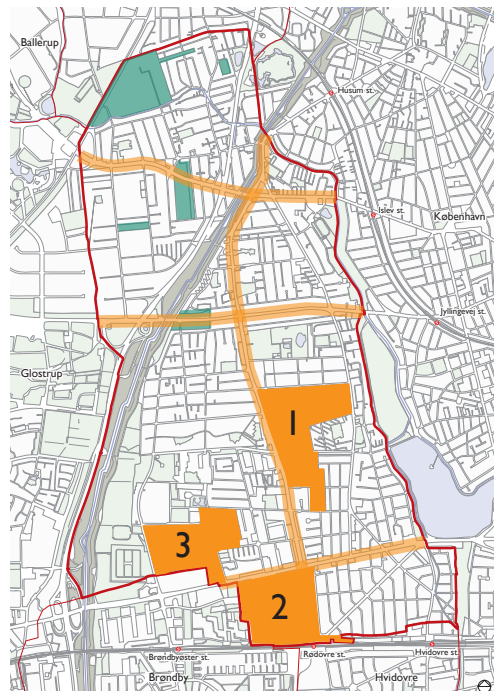 Ballerup
Husum st.
Islev st.
København
Jyllingevej st.
Glostrup
1
3
2
Brøndbyøster st.
Rødovre st.
Hvidovre st.
Brøndby
Hvidovre